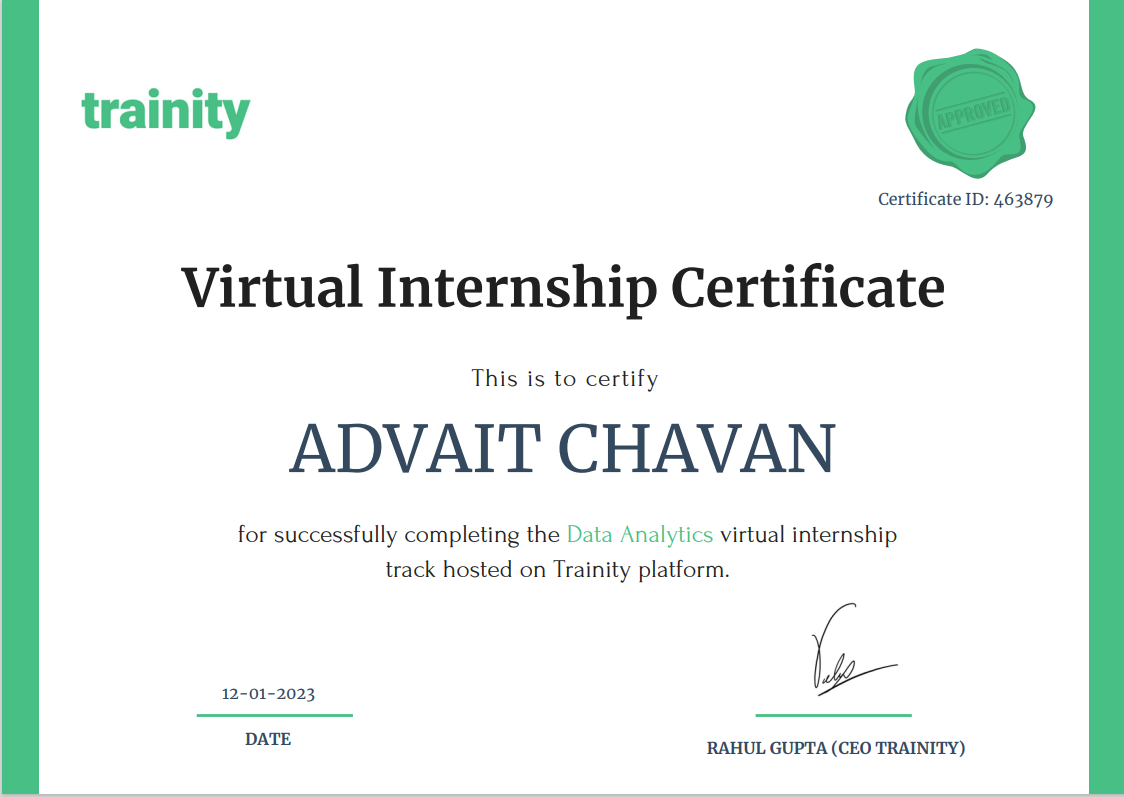 trainity
APPROVED
Certificate ID: 463879
Virtual Internship Certificate
This is to certify
ADVAIT CHAVAN
for successfully completing the Data Analytics virtual internship
track hosted on Trainity platform.
12-01-2023
DATE
RAHUL GUPTA (CEO TRAINITY)